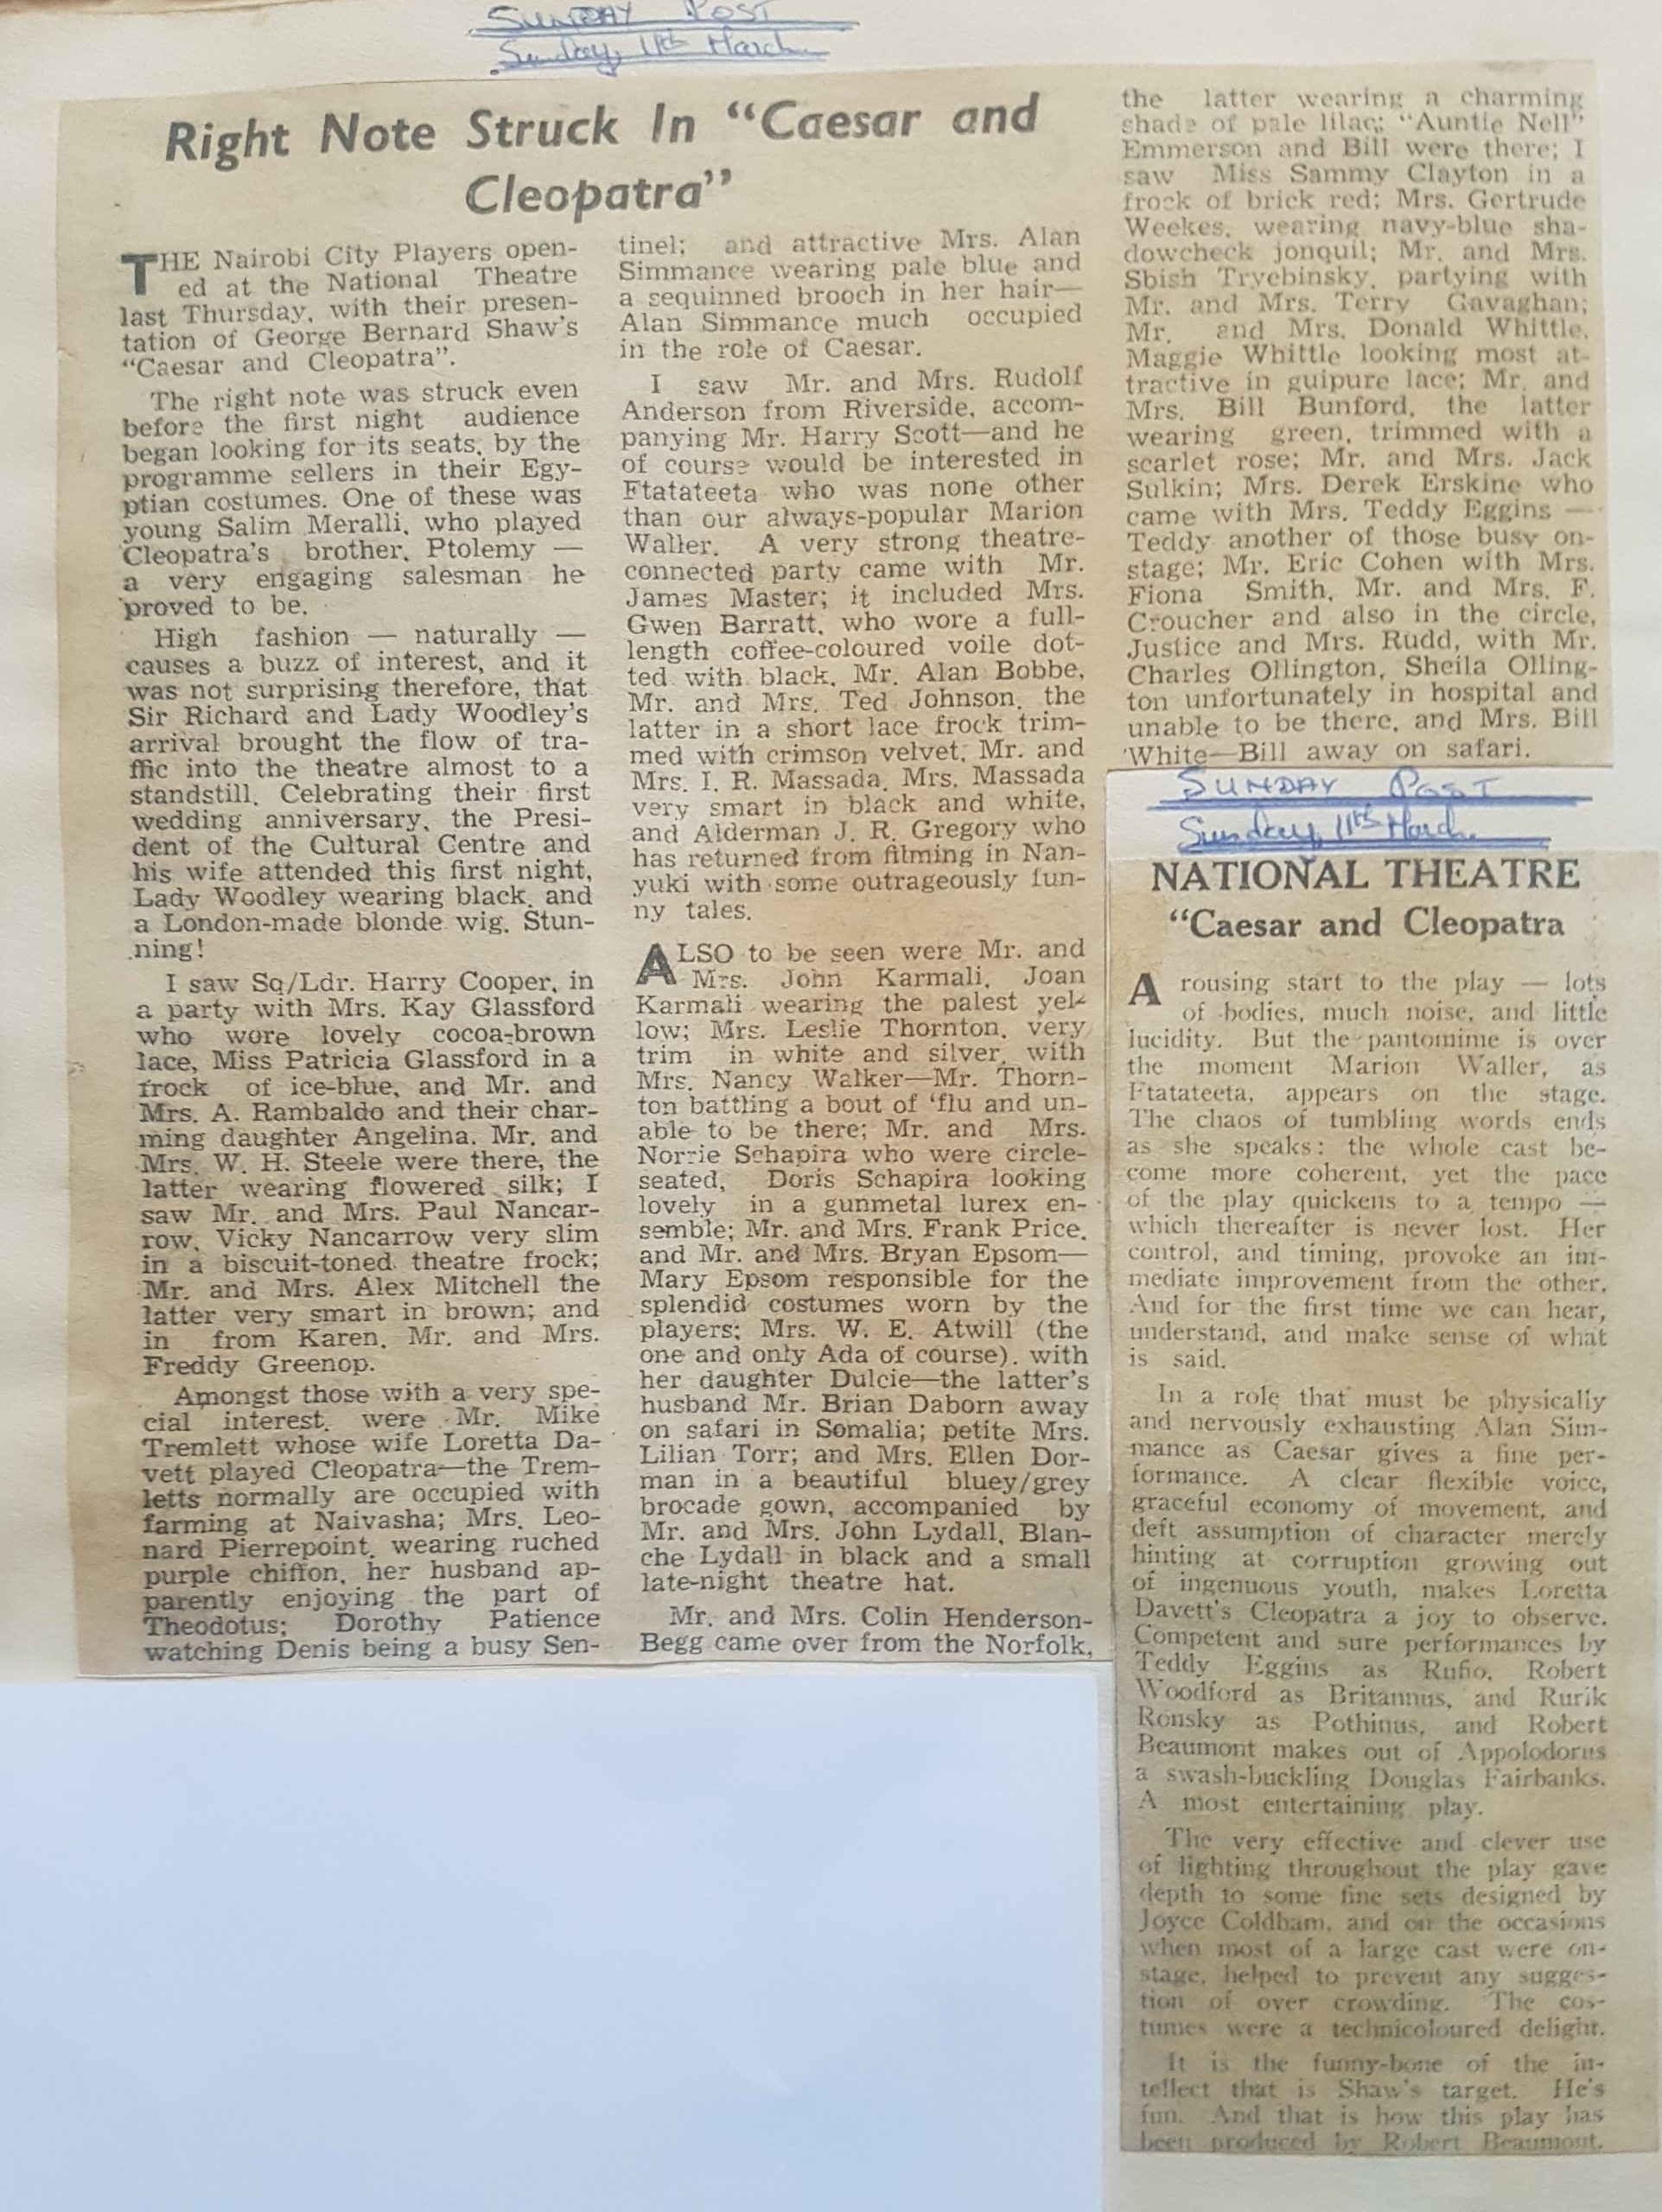 SUNDAY POST
Sunday, 11th March.
Right Note Struck In "Caesar and
Cleopatra"
THE Nairobi City Players open-
ed at the National Theatre
last Thursday, with their presen-
tation of George Bernard Shaw's
"Caesar and Cleopatra".
The right note was struck even
before the first night audience
began looking for its seats, by the
programme sellers in their Egy-
ptian costumes. One of these was
young Salim Meralli, who played
Cleopatra's brother, Ptolemy —
a very engaging salesman he
proved to be.
High fashion — naturally —
causes a buzz of interest, and it
was not surprising therefore, that
Sir Richard and Lady Woodley's
arrival brought the flow of tra-
ffic into the theatre almost to a
standstill. Celebrating their first
wedding anniversary, the Presi-
dent of the Cultural Centre and
his wife attended this first night,
Lady Woodley wearing black, and
a London-made blonde wig. Stun-
ning!
I saw Sq/Ldr. Harry Cooper, in
a party with Mrs. Kay Glassford
who wore lovely cocoa-brown
lace, Miss Patricia Glassford in a
frock of ice-blue, and Mr. and
Mrs. A. Rambaldo and their char-
ming daughter Angelina. Mr. and
Mrs. W. H. Steele were there, the
latter wearing flowered silk; I
saw Mr. and Mrs. Paul Nancar-
row, Vicky Nancarrow very slim
in a biscuit-toned theatre frock;
Mr. and Mrs. Alex Mitchell the
latter very smart in brown; and
in from Karen, Mr. and Mrs.
Freddy Greenop.
Amongst those with a very spe-
cial interest, were Mr. Mike
Tremlett whose wife Loretta Da-
vett played Cleopatra—the Trem-
letts normally are occupied with
farming at Naivasha; Mrs. Leo-
nard Pierrepoint, wearing ruched
purple chiffon, her husband ap-
parently enjoying the part of
Theodotus; Dorothy Patience
watching Denis being a busy Sen-
tinel; and attractive Mrs. Alan
Simmance wearing pale blue and
a sequinned brooch in her hair—
Alan Simmance much occupied
in the role of Caesar.
I saw Mr. and Mrs. Rudolf
Anderson from Riverside, accom-
panying Mr. Harry Scott—and he
of course would be interested in
Ftatateeta who was none other
than our always-popular Marion
Waller. A very strong theatre-
connected party came with Mr.
James Master; it included Mrs.
Gwen Barratt, who wore a full-
length coffee-coloured voile dot-
ted with black, Mr. Alan Bobbe,
Mr. and Mrs. Ted Johnson, the
latter in a short lace frock trim-
med with crimson velvet, Mr. and
Mrs. I. R. Massada, Mrs. Massada
very smart in black and white,
and Alderman J. R. Gregory who
has returned from filming in Nan-
yuki with some outrageously fun-
ny tales.
ALSO to be seen were Mr. and
Mrs. John Karmali, Joan
Karmali wearing the palest yel-
low; Mrs. Leslie Thornton, very
trim in white and silver, with
Mrs. Nancy Walker—Mr. Thorn-
ton battling a bout of 'flu and un-
able to be there; Mr. and Mrs.
Norrie Schapira who were circle-
seated, Doris Schapira looking
lovely in a gunmetal lurex en-
semble; Mr. and Mrs. Frank Price,
and Mr. and Mrs. Bryan Epsom—
Mary Epsom responsible for the
splendid costumes worn by the
players; Mrs. W. E. Atwill (the
one and only Ada of course), with
her daughter Dulcie—the latter's
husband Mr. Brian Daborn away
on safari in Somalia; petite Mrs.
Lilian Torr; and Mrs. Ellen Dor-
man in a beautiful bluey/grey
brocade gown, accompanied by
Mr. and Mrs. John Lydall, Blan-
che Lydall in black and a small
late-night theatre hat.
Mr. and Mrs. Colin Henderson-
Begg came over from the Norfolk,
the latter wearing a charming
shade of pale lilac; "Auntie Nell"
Emmerson and Bill were there; I
saw Miss Sammy Clayton in a
frock of brick red; Mrs. Gertrude
Weekes, wearing navy-blue sha-
dowcheck jonquil; Mr. and Mrs.
Sbish Trycbinsky, partying with
Mr. and Mrs. Terry Gavaghan;
Mr. and Mrs. Donald Whittle,
Maggie Whittle looking most at-
tractive in guipure lace; Mr. and
Mrs. Bill Bunford, the latter
wearing green, trimmed with a
scarlet rose; Mr. and Mrs. Jack
Sulkin; Mrs. Derek Erskine who
came with Mrs. Teddy Eggins —
Teddy another of those busy on-
stage; Mr. Eric Cohen with Mrs.
Fiona Smith, Mr. and Mrs. F.
Croucher and also in the circle,
Justice and Mrs. Rudd, with Mr.
Charles Ollington, Sheila Olling-
ton unfortunately in hospital and
unable to be there, and Mrs. Bill
White—Bill away on safari.
SUNDAY POST
Sunday, 11th March.
NATIONAL THEATRE
"Caesar and Cleopatra
A rousing start to the play — lots
of bodies, much noise, and little
lucidity. But the pantomime is over
the moment Marion Waller, as
Ftatateeta, appears on the stage.
The chaos of tumbling words ends
as she speaks: the whole cast be-
come more coherent, yet the pace
of the play quickens to a tempo —
which thereafter is never lost. Her
control, and timing, provoke an im-
mediate improvement from the other.
And for the first time we can hear,
understand, and make sense of what
is said.
In a role that must be physically
and nervously exhausting Alan Sim-
mance as Caesar gives a fine per-
formance. A clear flexible voice,
graceful economy of movement, and
deft assumption of character merely
hinting at corruption growing out
of ingenuous youth, makes Loretta
Davett's Cleopatra a joy to observe.
Competent and sure performances by
Teddy Eggins as Rufio, Robert
Woodford as Britannus, and Rurik
Ronsky as Pothinus, and Robert
Beaumont makes out of Appolodorus
a swash-buckling Douglas Fairbanks.
A most entertaining play.
The very effective and clever use
of lighting throughout the play gave
depth to some fine sets designed by
Joyce Coldham, and on the occasions
when most of a large cast were on-
stage, helped to prevent any sugges-
tion of over crowding. The cos-
tumes were a technicoloured delight.
It is the funny-bone of the in-
tellect that is Shaw's target. He's
fun. And that is how this play has
been produced by Robert Beaumont.